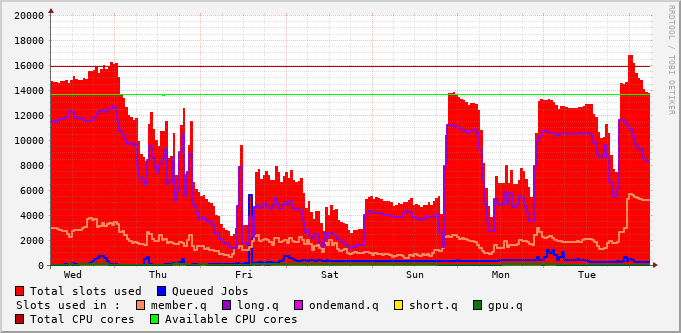 RRDTOOL / TOBI OETIKER
20000
18000
16000
14000
12000
10000
8000
6000
4000
2000
0
Wed Thu Fri Sat Sun Mon Tue
Total slots used Queued Jobs
Slots used in : member.q long.q ondemand.q short.q gpu.q
Total CPU cores Available CPU cores